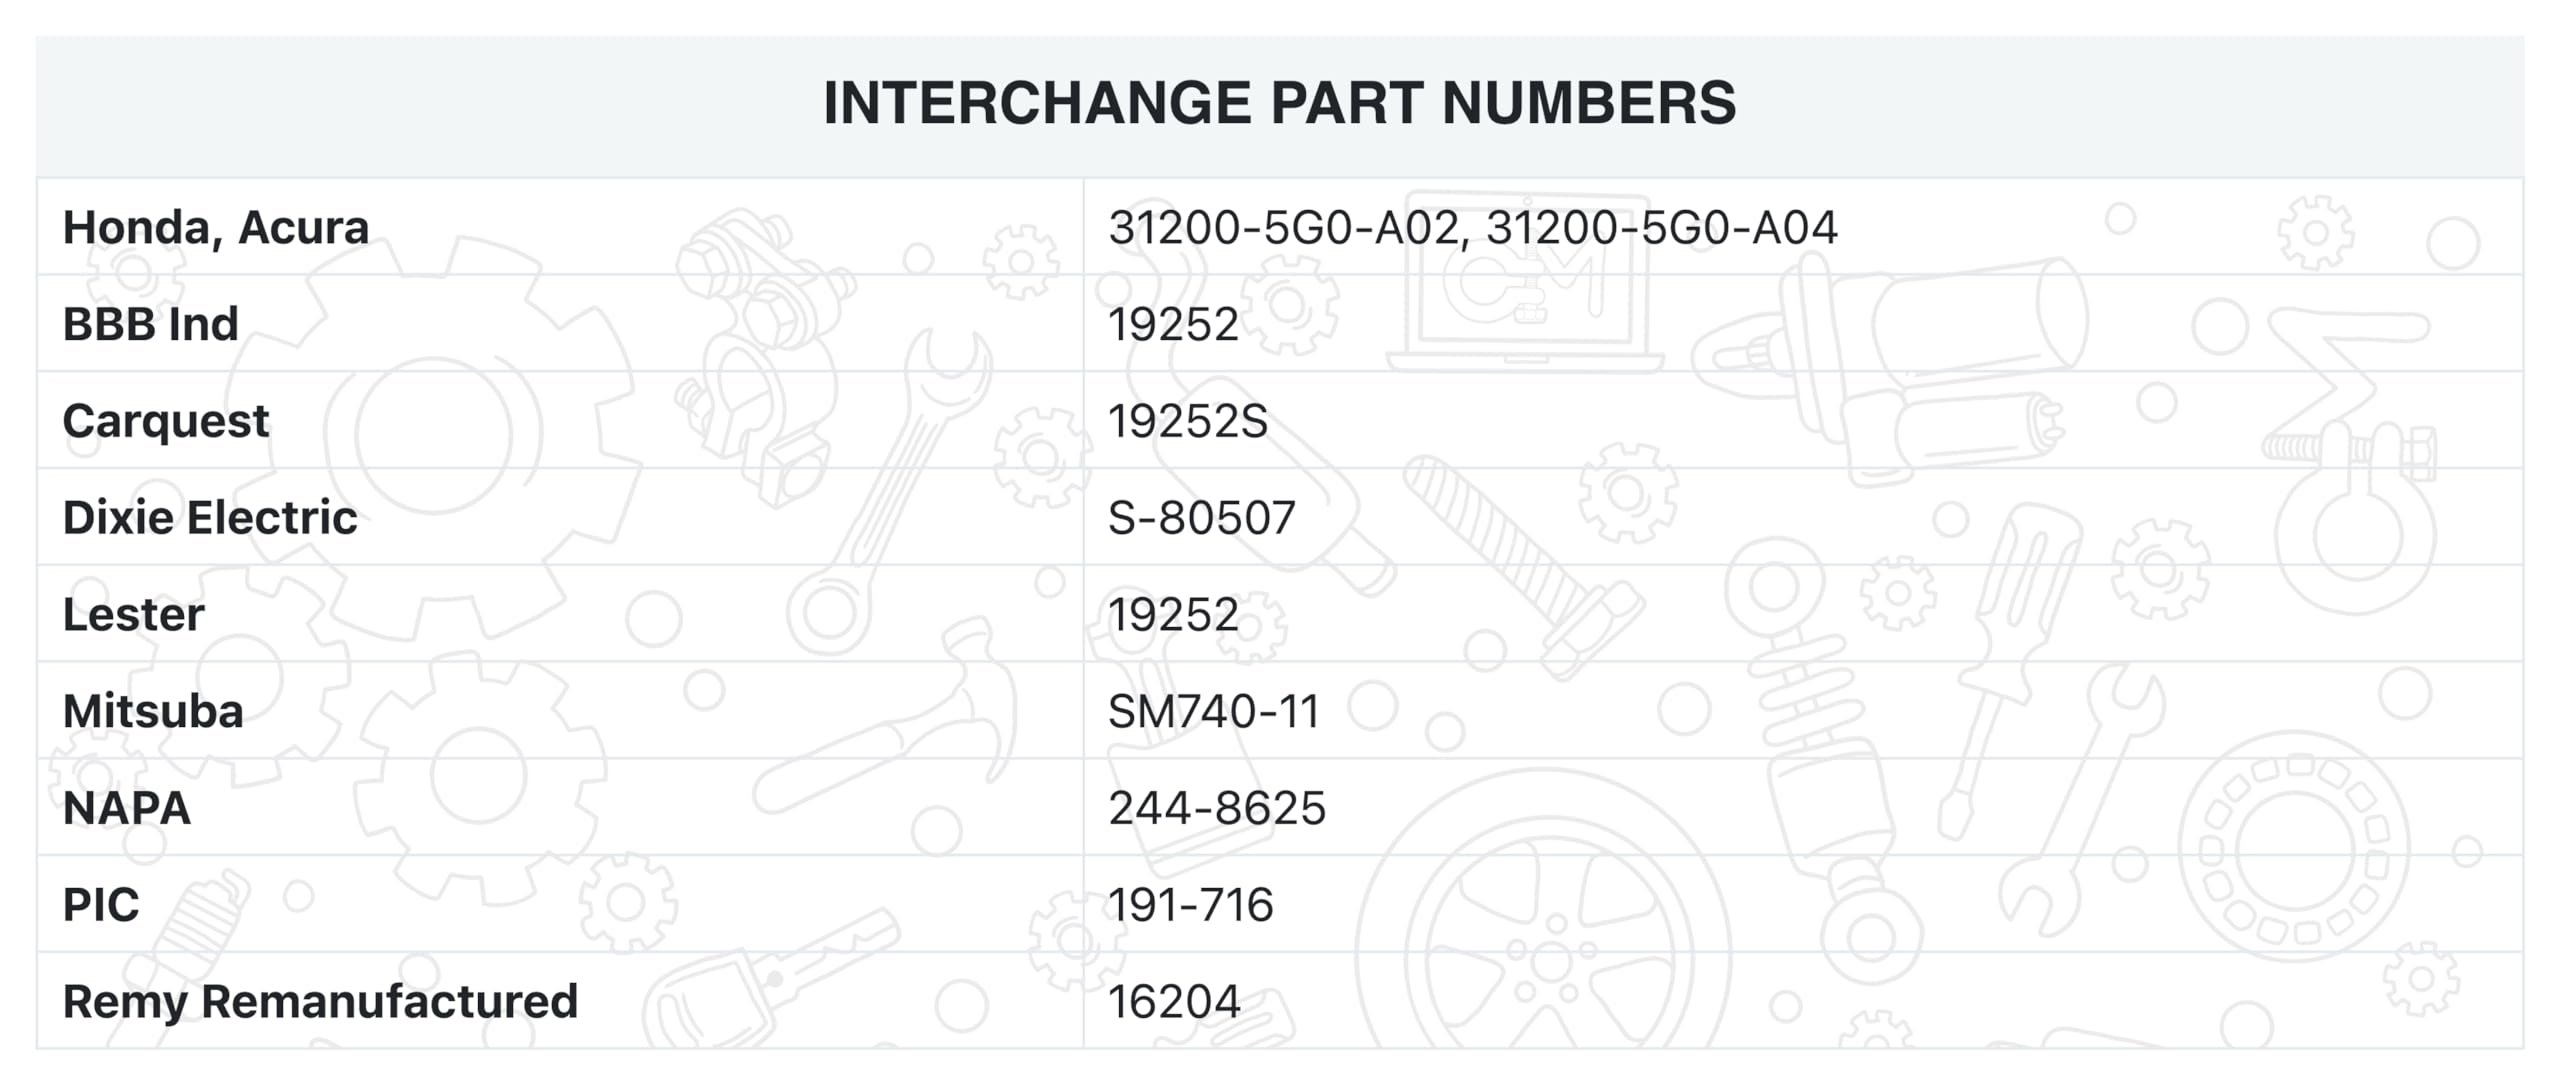 INTERCHANGE PART NUMBERS
Honda, Acura 31200-5G0-A02, 31200-5G0-A04
BBB Ind 19252
Carquest 19252S
Dixie Electric S-80507
Lester 19252
Mitsuba SM740-11
NAPA 244-8625
PIC 191-716
Remy Remanufactured 16204